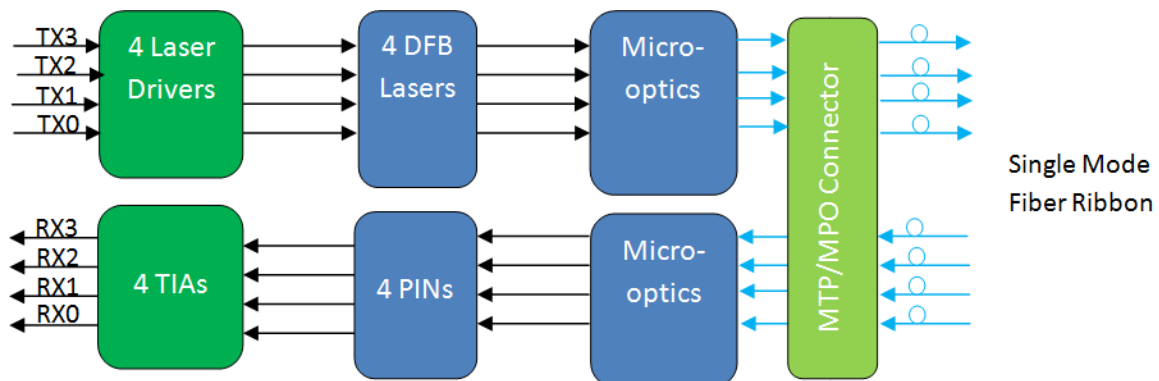 TX3
TX2
TX1
TX0
4 Laser
Drivers
4 DFB
Lasers
Micro-
optics
MTP/MPO Connector
Single Mode
Fiber Ribbon
RX3
RX2
RX1
RX0
4 TIAs
4 PINs
Micro-
optics